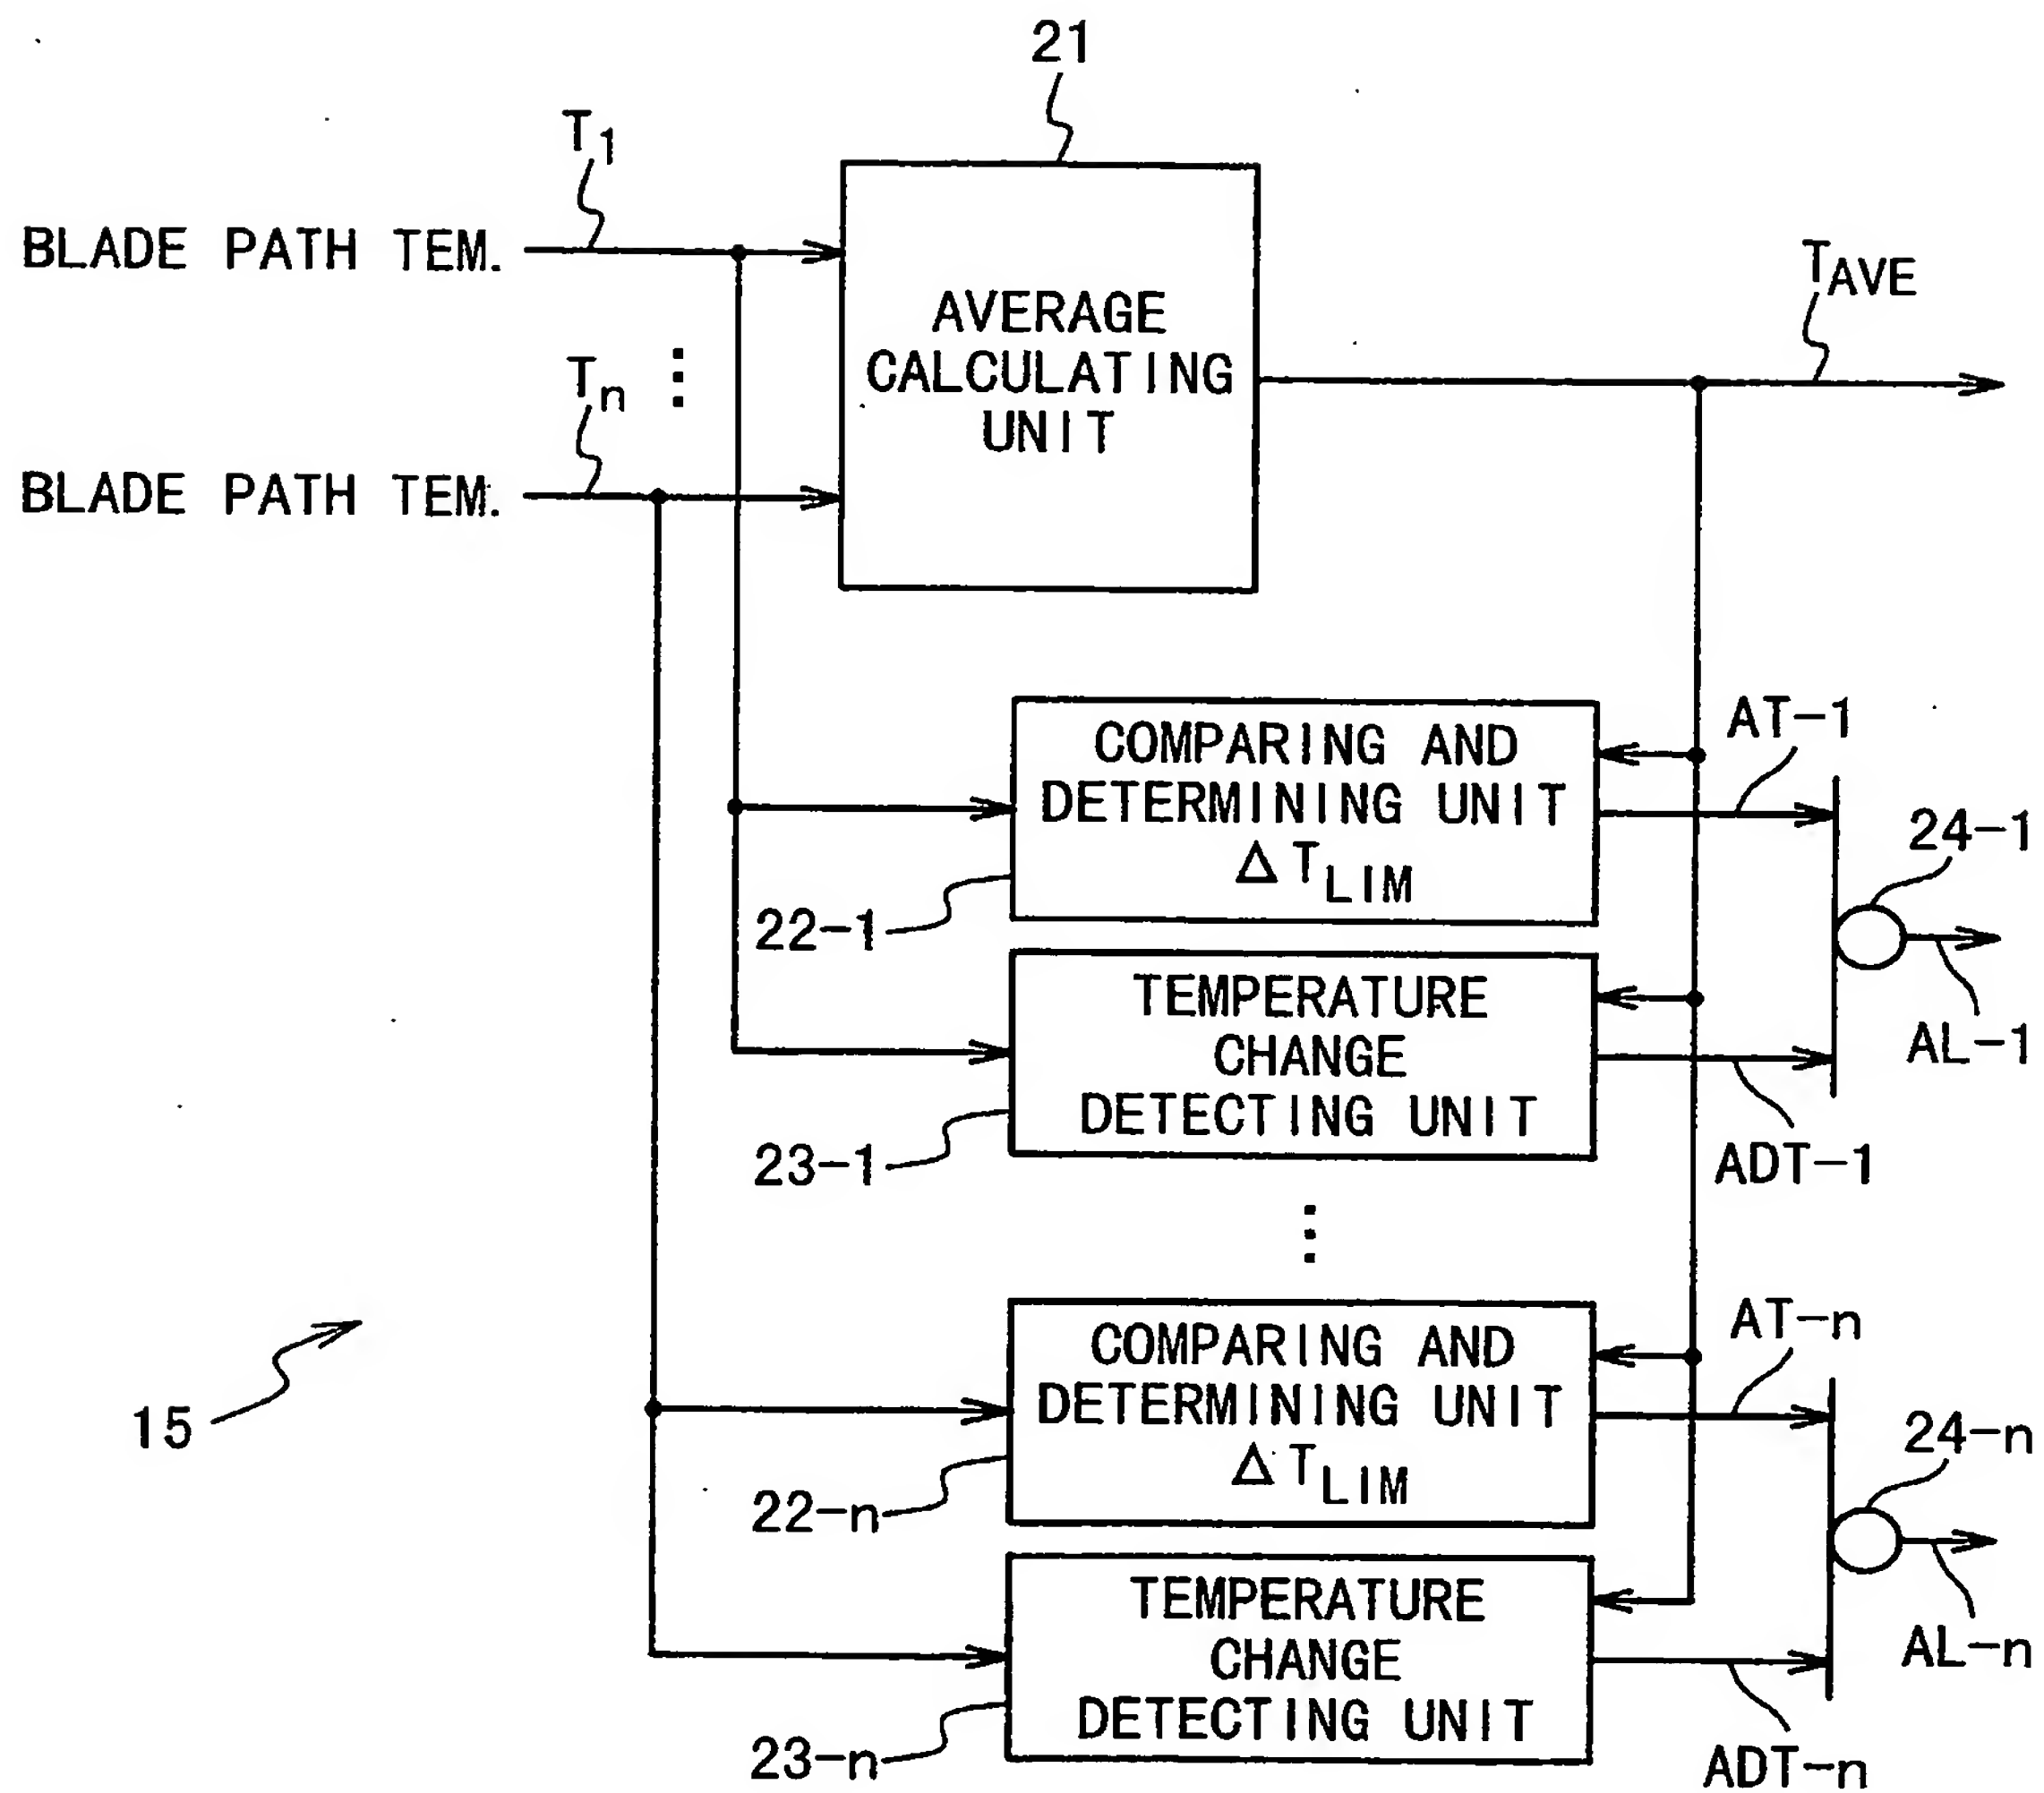 21
T1
BLADE PATH TEM.
TAVE
AVERAGE
CALCULATING
UNIT
Tn
BLADE PATH TEM.
AT-1
COMPARING AND
DETERMINING UNIT
ΔTLIM
24-1
22-1
TEMPERATURE
CHANGE
DETECTING UNIT
AL-1
23-1
ADT-1
AT-n
COMPARING AND
DETERMINING UNIT
ΔTLIM
15
24-n
22-n
TEMPERATURE
CHANGE
DETECTING UNIT
AL-n
23-n
ADT-n